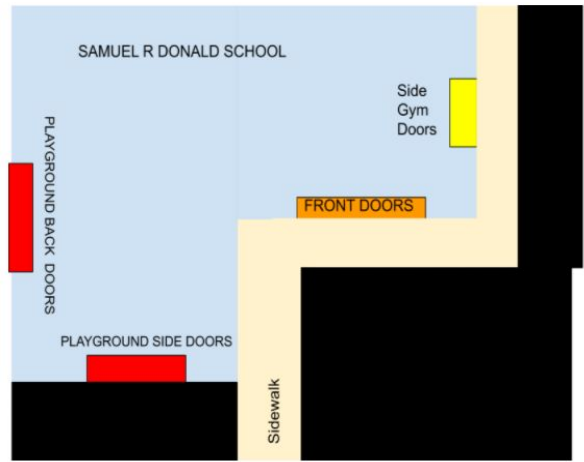 SAMUEL R DONALD SCHOOL
Side
Gym
Doors
PLAYGROUND BACK DOORS
FRONT DOORS
PLAYGROUND SIDE DOORS
Sidewalk